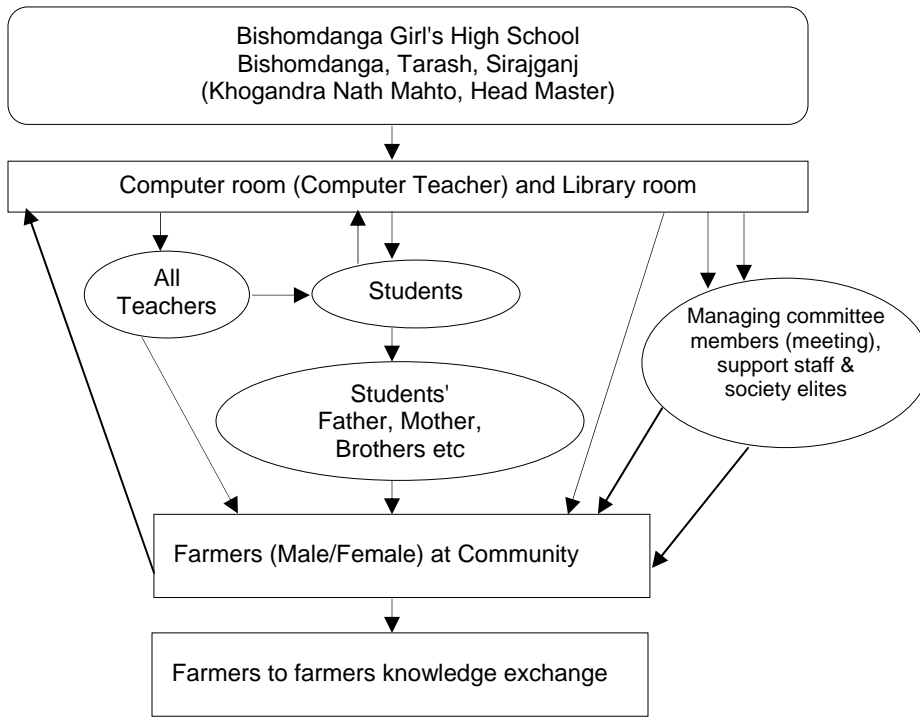 Bishomdanga Girl's High School
Bishomdanga, Tarash, Sirajganj
(Khogandra Nath Mahto, Head Master)
Computer room (Computer Teacher) and Library room
All
Teachers
Students
Managing committee
members (meeting),
support staff &
society elites
Students'
Father, Mother,
Brothers etc
Farmers (Male/Female) at Community
Farmers to farmers knowledge exchange